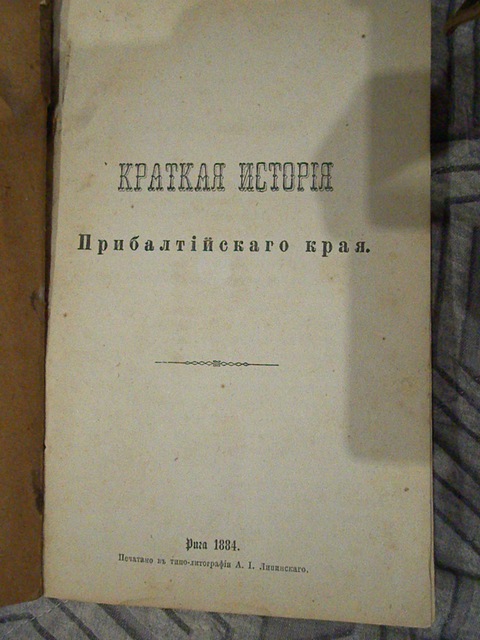 КРАТКАЯ ИСТОРІЯ
Прибалтійскаго края.
Рига 1884.
Печатано въ типо-литографіи А. І. Липинскаго.